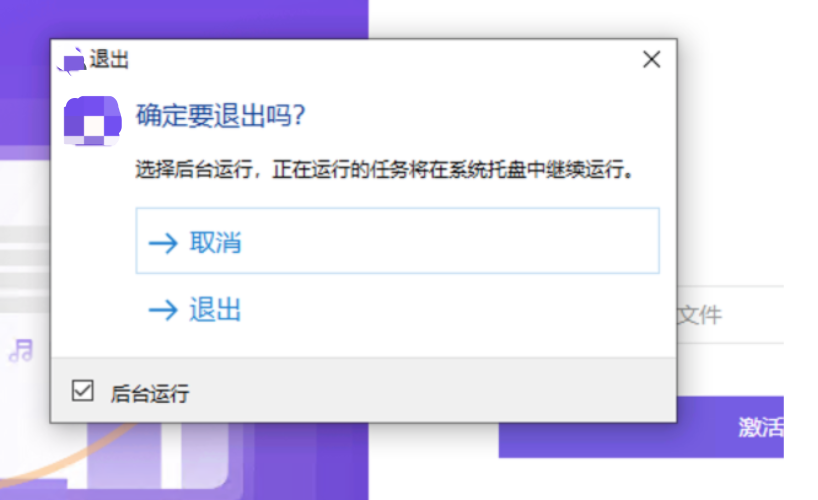 退出
确定要退出吗?
选择后台运行，正在运行的任务将在系统托盘中继续运行。
取消
退出
文件
后台运行
激活